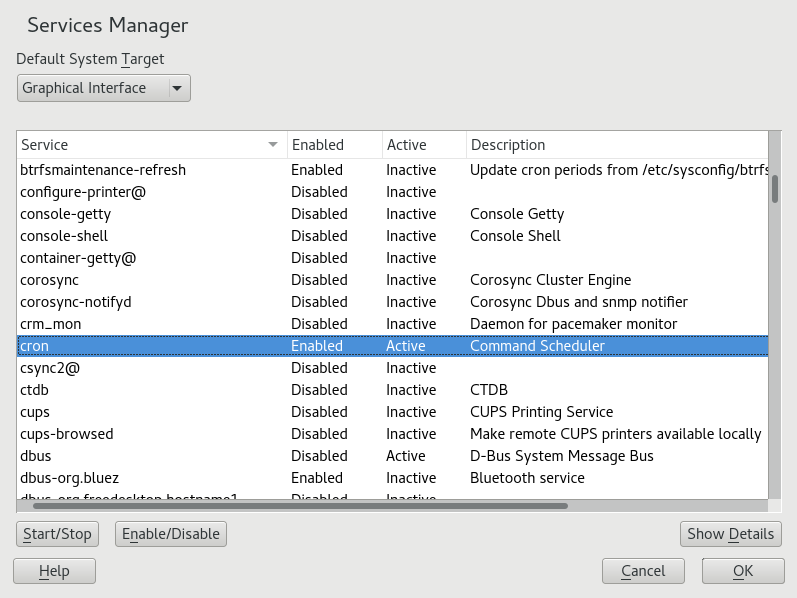 Services Manager
Default System Target
Graphical Interface
Service Enabled Active Description
btrfsmaintenance-refresh Enabled Inactive Update cron periods from /etc/sysconfig/btrfs
configure-printer@ Disabled Inactive
console-getty Disabled Inactive Console Getty
console-shell Disabled Inactive Console Shell
container-getty@ Disabled Inactive
corosync Disabled Inactive Corosync Cluster Engine
corosync-notifyd Disabled Inactive Corosync Dbus and snmp notifier
crm_mon Disabled Inactive Daemon for pacemaker monitor
cron Enabled Active Command Scheduler
csync2@ Disabled Inactive
ctdb Disabled Inactive CTDB
cups Disabled Inactive CUPS Printing Service
cups-browsed Disabled Inactive Make remote CUPS printers available locally
dbus Disabled Active D-Bus System Message Bus
dbus-org.bluez Enabled Inactive Bluetooth service
dbus-org.freedesktop.hostname1 Disabled Inactive
Start/Stop Enable/Disable Show Details
Help Cancel OK